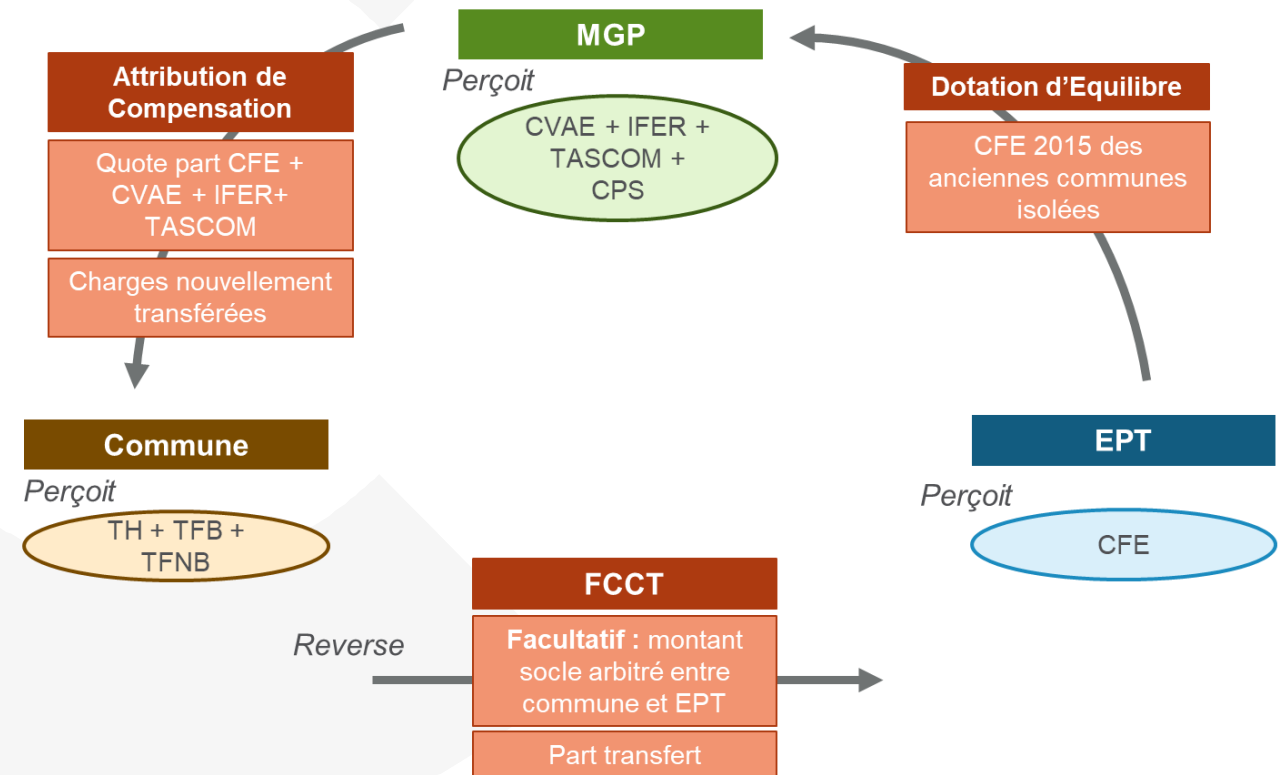 MGP
Perçoit
CVAE + IFER +
TASCOM +
CPS
Attribution de
Compensation
Quote part CFE +
CVAE + IFER+
TASCOM
Charges nouvellement
transférées
Dotation d’Equilibre
CFE 2015 des
anciennes communes
isolées
Commune
Perçoit
TH + TFB +
TFNB
EPT
Perçoit
CFE
Reverse
FCCT
Facultatif : montant
socle arbitré entre
commune et EPT
Part transfert